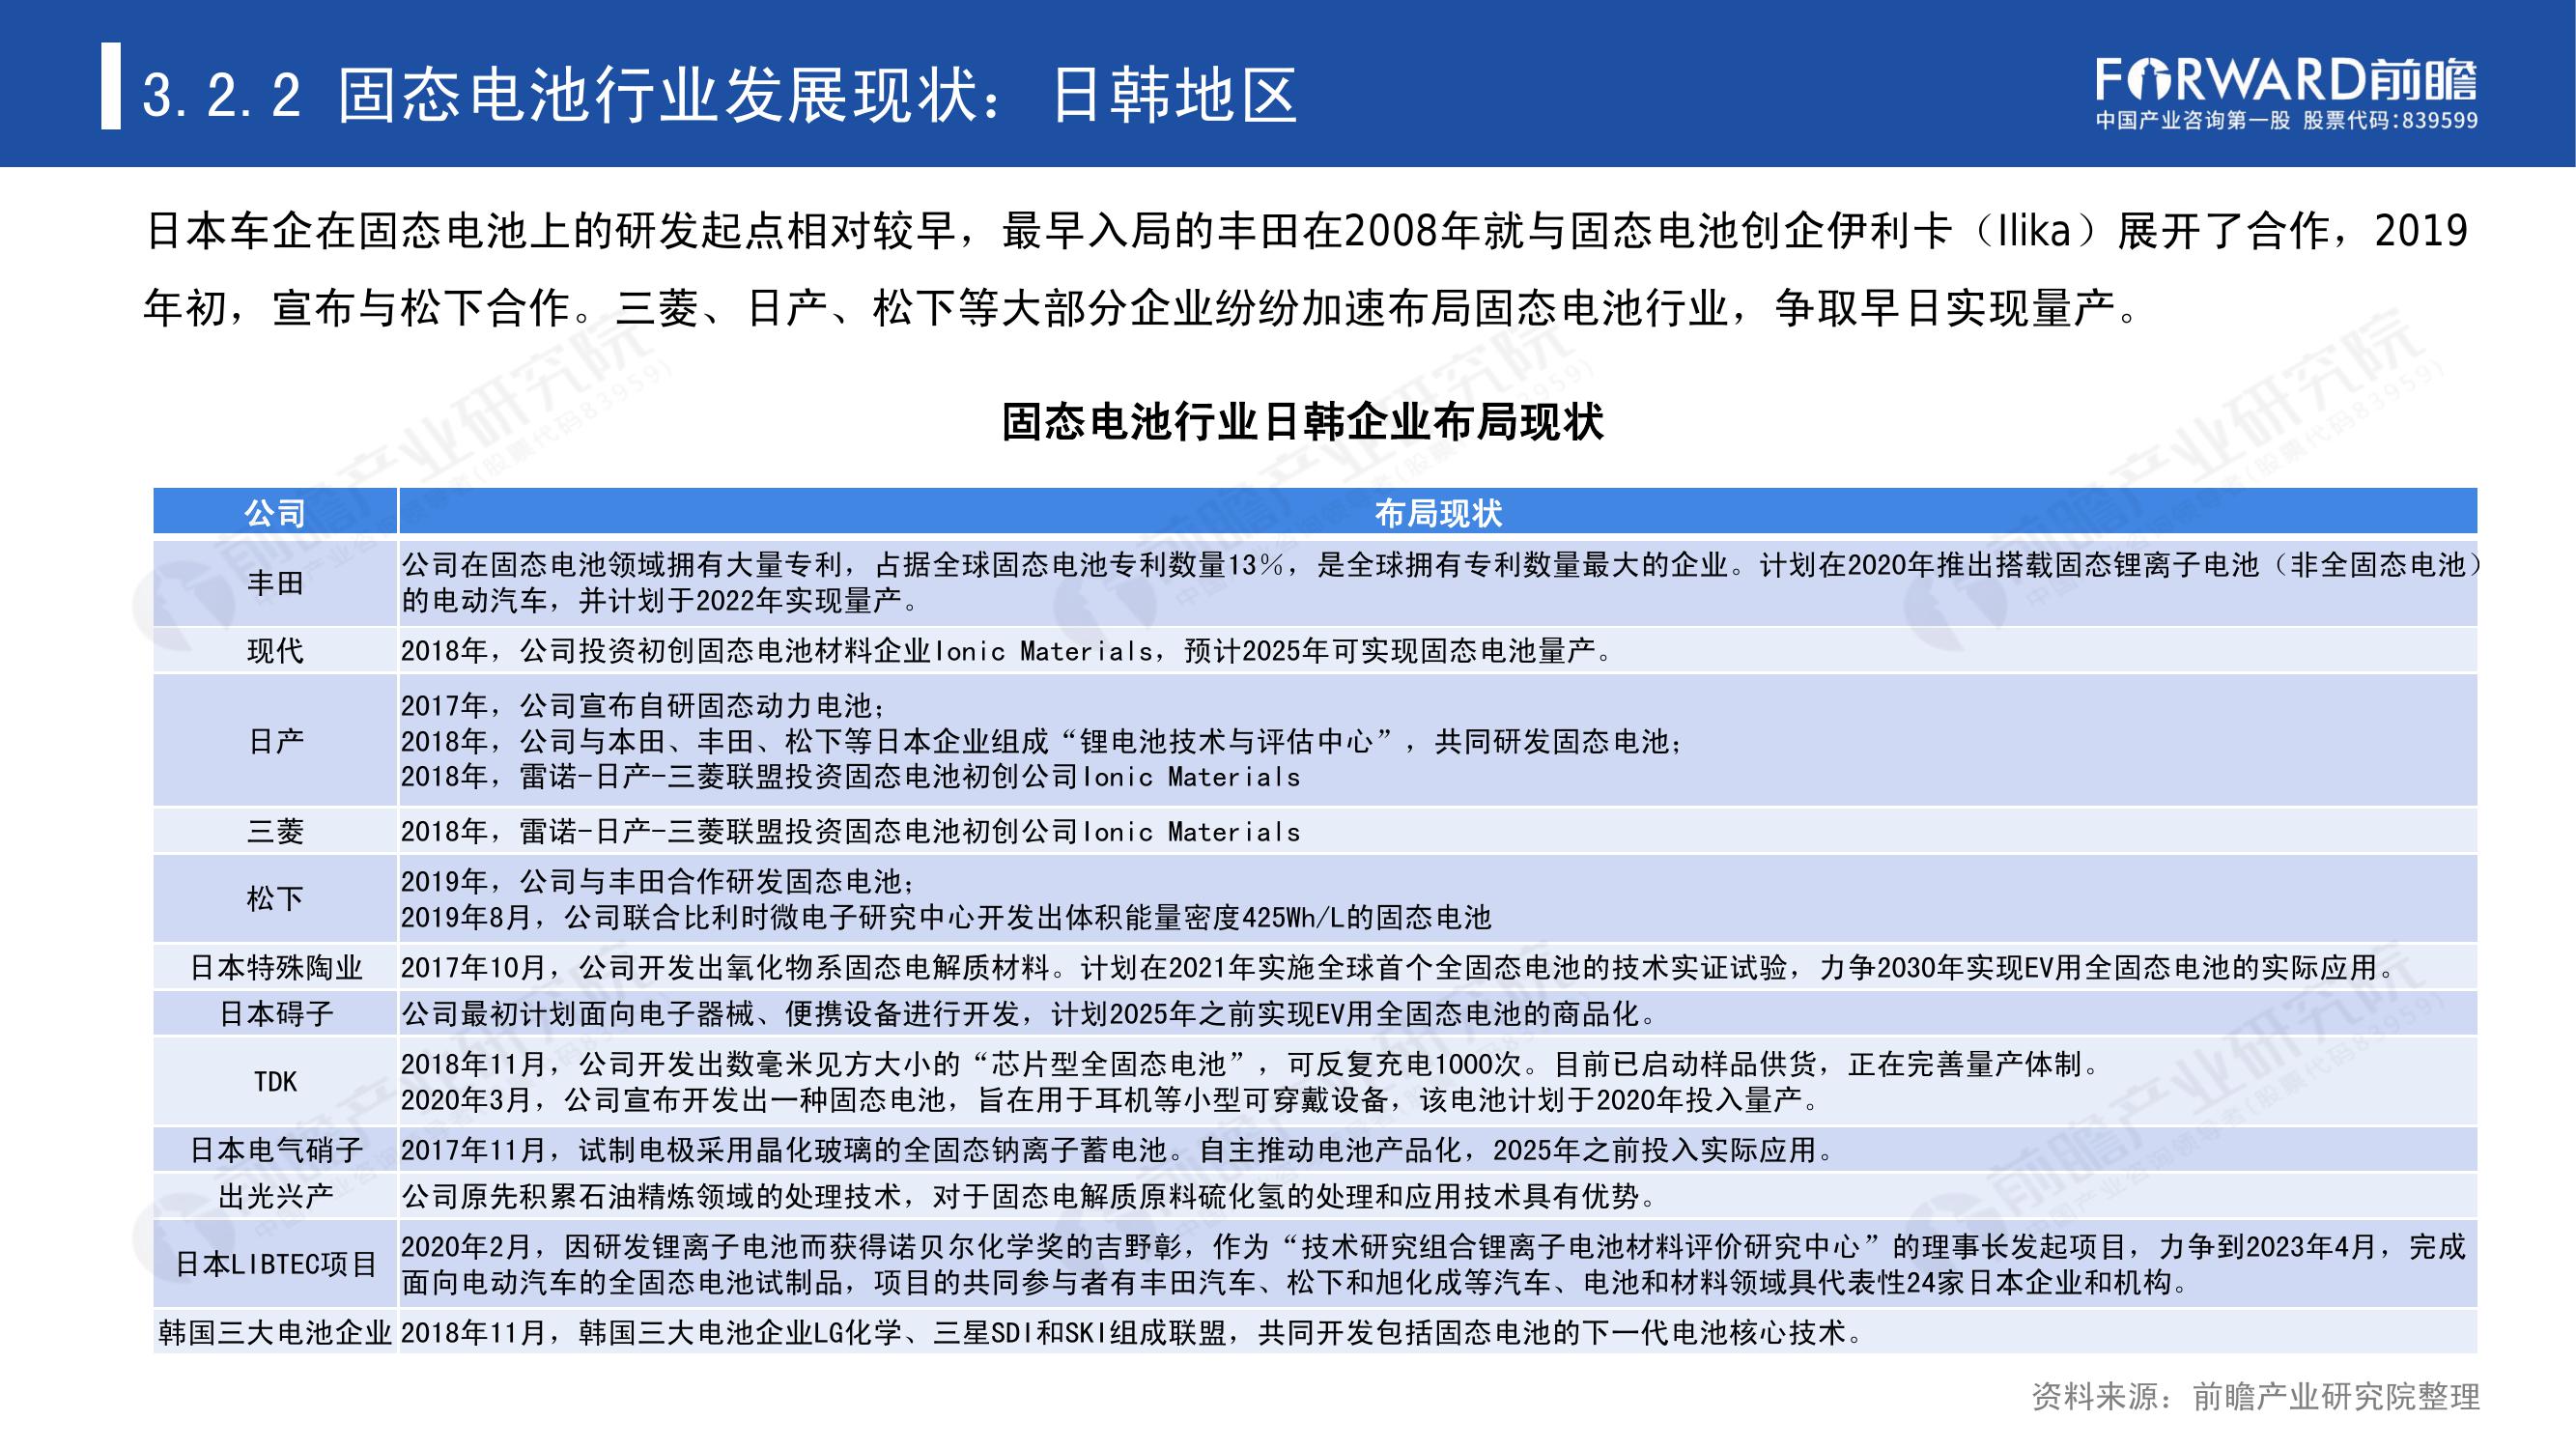 3.2.2 固态电池行业发展现状：日韩地区
FORWARD前瞻
中国产业咨询第一股 股票代码:839599
日本车企在固态电池上的研发起点相对较早，最早入局的丰田在2008年就与固态电池创企伊利卡（Ilika）展开了合作，2019
年初，宣布与松下合作。三菱、日产、松下等大部分企业纷纷加速布局固态电池行业，争取早日实现量产。
固态电池行业日韩企业布局现状
公司 布局现状
丰田 公司在固态电池领域拥有大量专利，占据全球固态电池专利数量13%，是全球拥有专利数量最大的企业。计划在2020年推出搭载固态锂离子电池（非全固态电池）
的电动汽车，并计划于2022年实现量产。
现代 2018年，公司投资初创固态电池材料企业Ionic Materials，预计2025年可实现固态电池量产。
日产 2017年，公司宣布自研固态动力电池；
2018年，公司与本田、丰田、松下等日本企业组成“锂电池技术与评估中心”，共同研发固态电池；
2018年，雷诺-日产-三菱联盟投资固态电池初创公司Ionic Materials
三菱 2018年，雷诺-日产-三菱联盟投资固态电池初创公司Ionic Materials
松下 2019年，公司与丰田合作研发固态电池；
2019年8月，公司联合比利时微电子研究中心开发出体积能量密度425Wh/L的固态电池
日本特殊陶业 2017年10月，公司开发出氧化物系固态电解质材料。计划在2021年实施全球首个全固态电池的技术实证试验，力争2030年实现EV用全固态电池的实际应用。
日本碍子 公司最初计划面向电子器械、便携设备进行开发，计划2025年之前实现EV用全固态电池的商品化。
TDK 2018年11月，公司开发出数毫米见方大小的“芯片型全固态电池”，可反复充电1000次。目前已启动样品供货，正在完善量产体制。
2020年3月，公司宣布开发出一种固态电池，旨在用于耳机等小型可穿戴设备，该电池计划于2020年投入量产。
日本电气硝子 2017年11月，试制电极采用晶化玻璃的全固态钠离子蓄电池。自主推动电池产品化，2025年之前投入实际应用。
出光兴产 公司原先积累石油精炼领域的处理技术，对于固态电解质原料硫化氢的处理和应用技术具有优势。
日本LIBTEC项目 2020年2月，因研发锂离子电池而获得诺贝尔化学奖的吉野彰，作为“技术研究组合锂离子电池材料评价研究中心”的理事长发起项目，力争到2023年4月，完成
面向电动汽车的全固态电池试制品，项目的共同参与者有丰田汽车、松下和旭化成等汽车、电池和材料领域具代表性24家日本企业和机构。
韩国三大电池企业 2018年11月，韩国三大电池企业LG化学、三星SDI和SKI组成联盟，共同开发包括固态电池的下一代电池核心技术。
资料来源：前瞻产业研究院整理